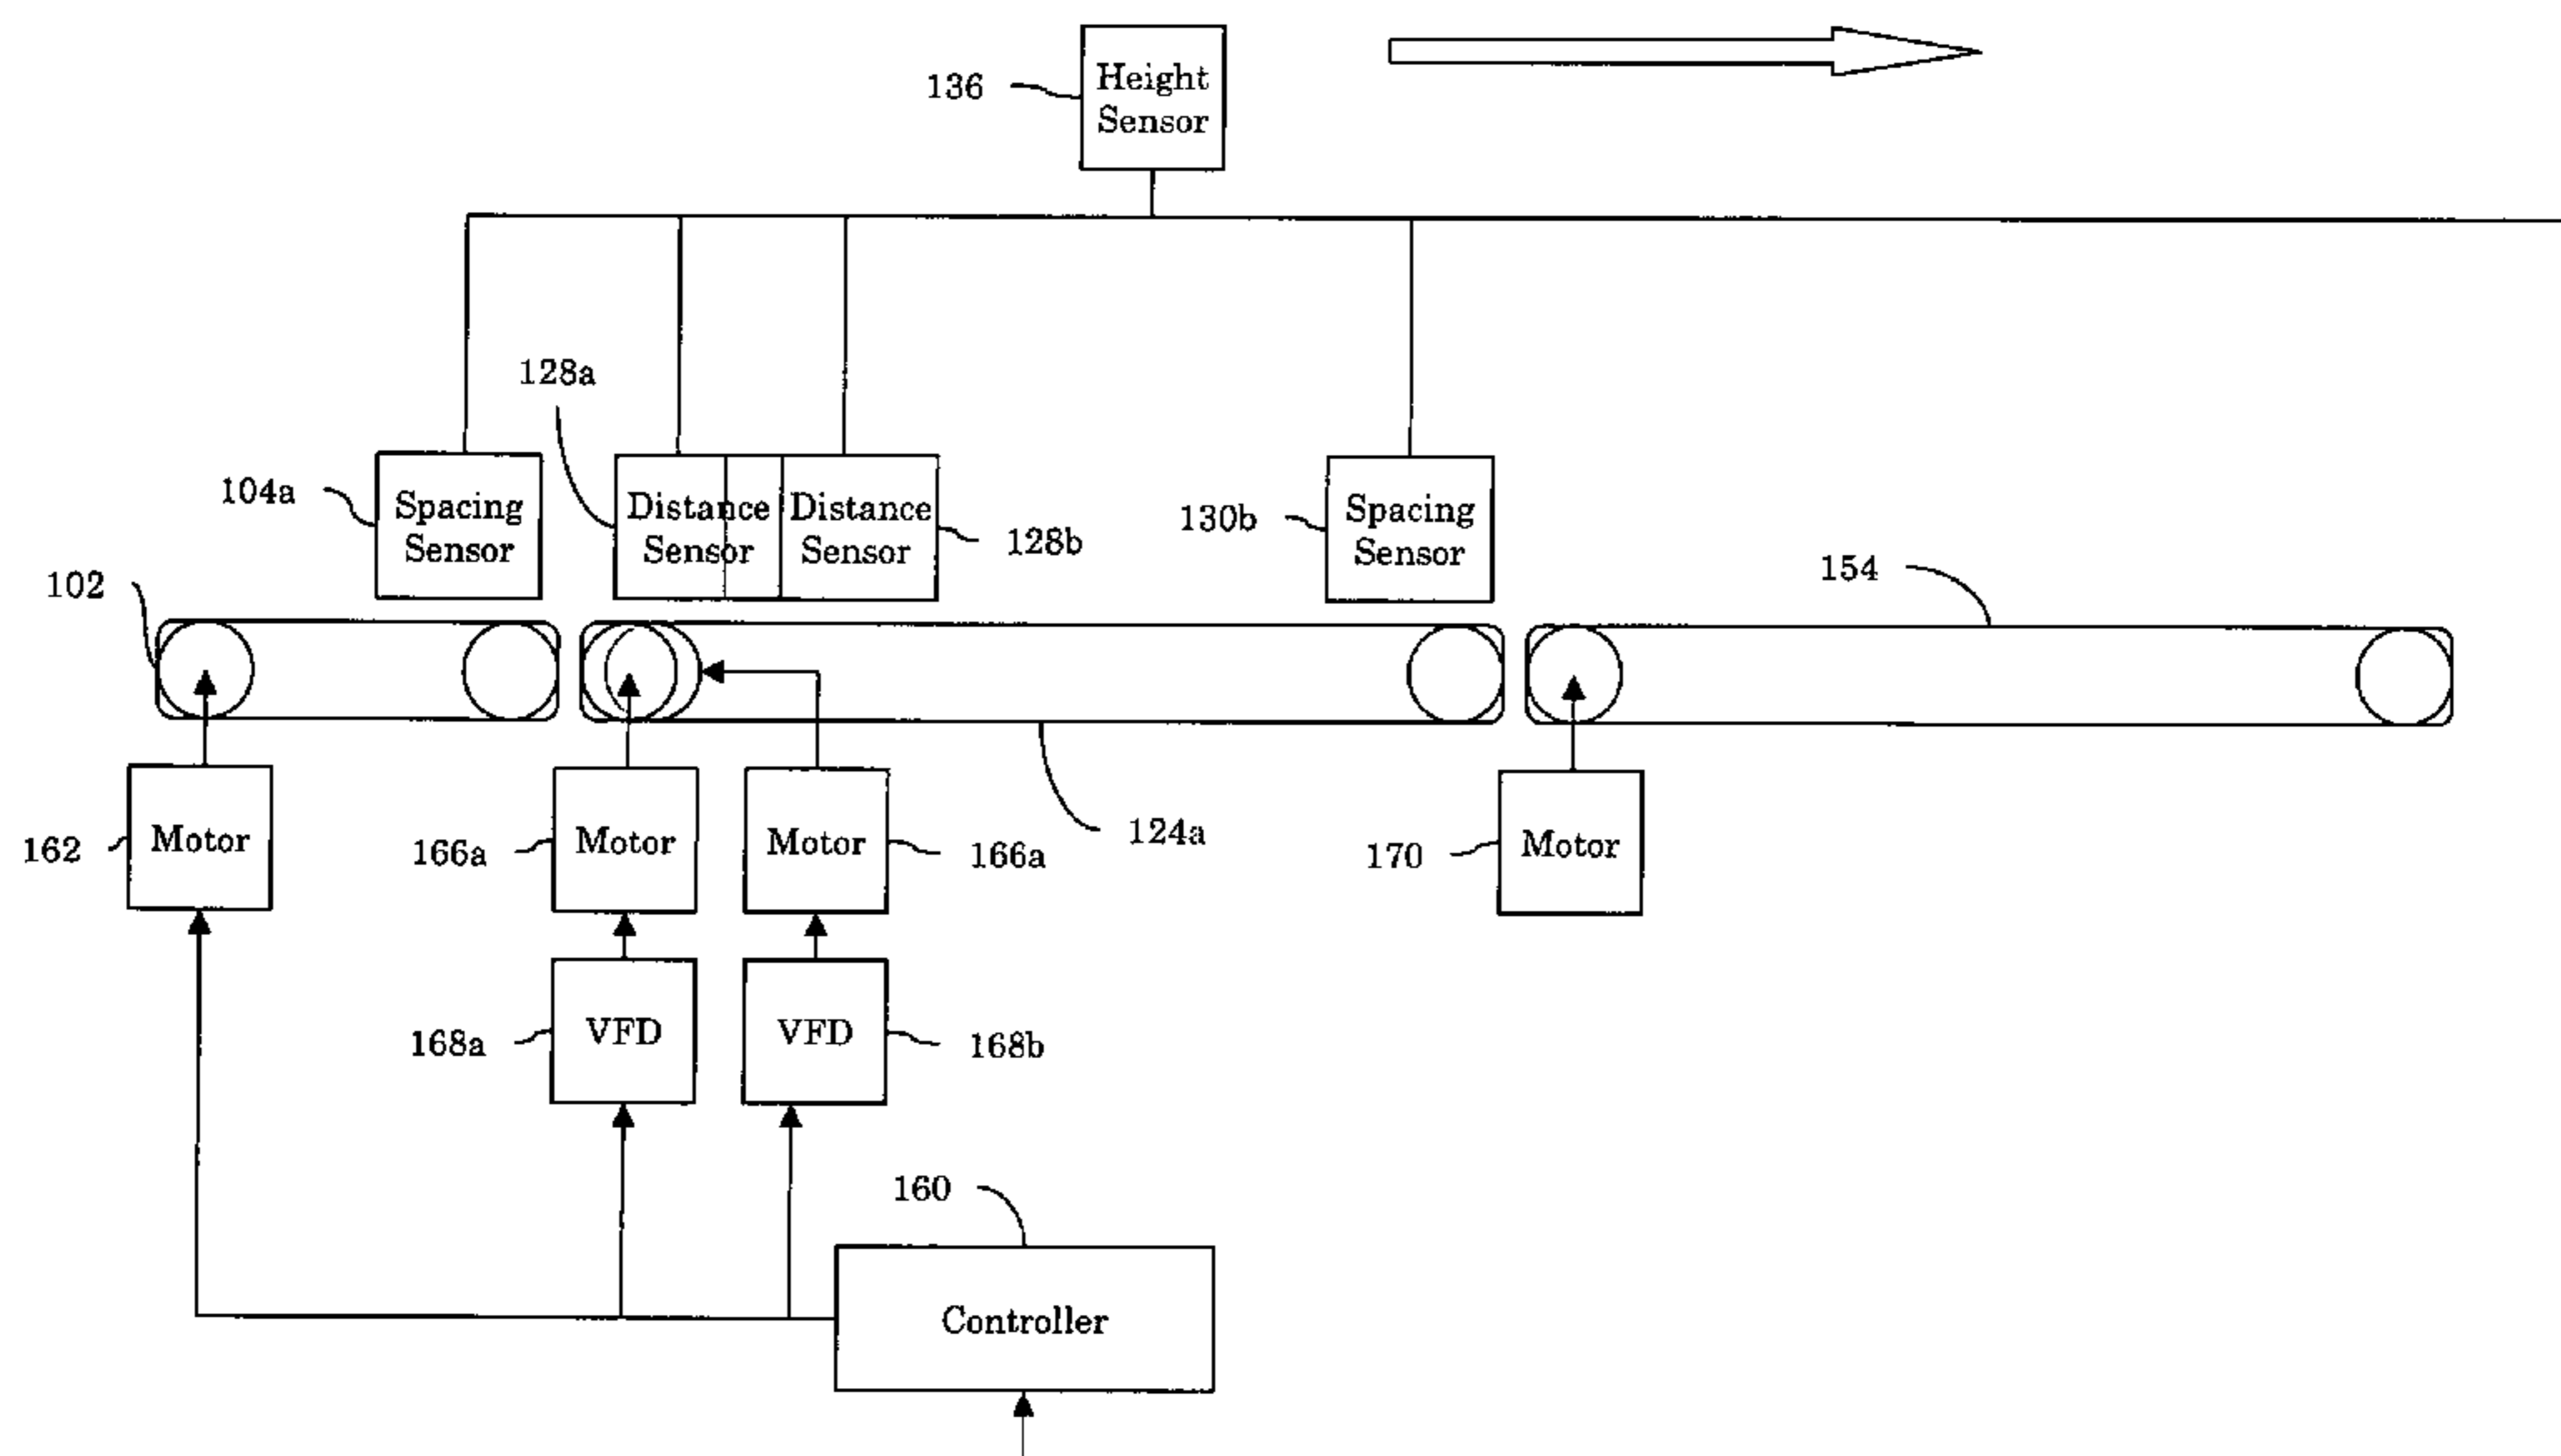 136
Height
Sensor
128a
104a
Spacing
Sensor
Distance
Sensor
Distance
Sensor
128b
130b
Spacing
Sensor
102
154
162
Motor
166a
Motor
Motor
166a
124a
170
Motor
168a
VFD
VFD
168b
160
Controller